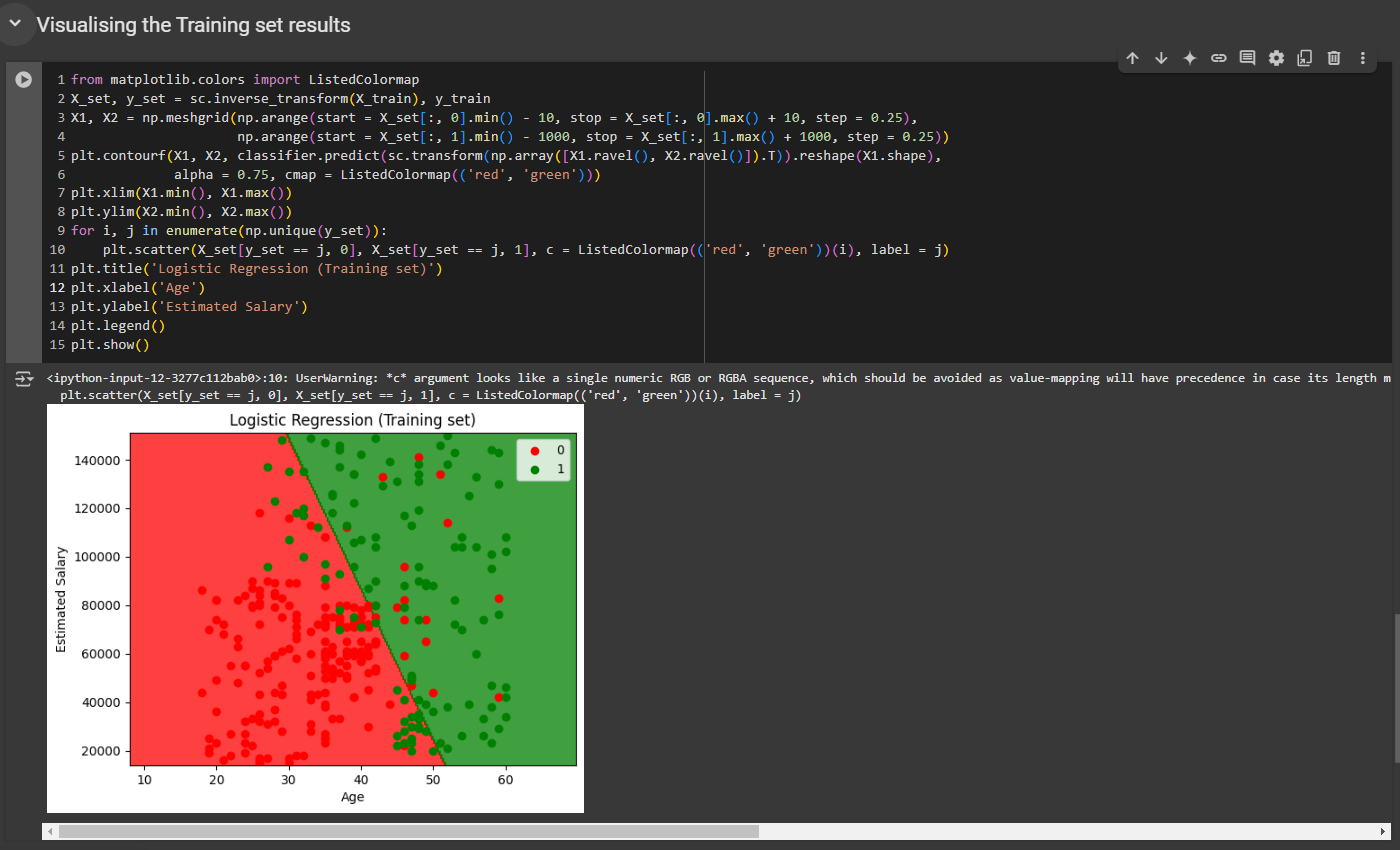 Visualising the Training set results
1 from matplotlib.colors import ListedColormap
2 X_set, y_set = sc.inverse_transform(X_train), y_train
3 X1, X2 = np.meshgrid(np.arange(start = X_set[:, 0].min() - 10, stop = X_set[:, 0].max() + 10, step = 0.25),
4                      np.arange(start = X_set[:, 1].min() - 1000, stop = X_set[:, 1].max() + 1000, step = 0.25))
5 plt.contourf(X1, X2, classifier.predict(sc.transform(np.array([X1.ravel(), X2.ravel()]).T)).reshape(X1.shape),
6              alpha = 0.75, cmap = ListedColormap(('red', 'green')))
7 plt.xlim(X1.min(), X1.max())
8 plt.ylim(X2.min(), X2.max())
9 for i, j in enumerate(np.unique(y_set)):
10     plt.scatter(X_set[y_set == j, 0], X_set[y_set == j, 1], c = ListedColormap(('red', 'green'))(i), label = j)
11 plt.title('Logistic Regression (Training set)')
12 plt.xlabel('Age')
13 plt.ylabel('Estimated Salary')
14 plt.legend()
15 plt.show()
<ipython-input-12-3277c112bab0>:10: UserWarning: *c* argument looks like a single numeric RGB or RGBA sequence, which should be avoided as value-mapping will have precedence in case its length m
  plt.scatter(X_set[y_set == j, 0], X_set[y_set == j, 1], c = ListedColormap(('red', 'green'))(i), label = j)
Logistic Regression (Training set)
0
1
140000
120000
100000
80000
60000
40000
20000
Estimated Salary
10 20 30 40 50 60
Age